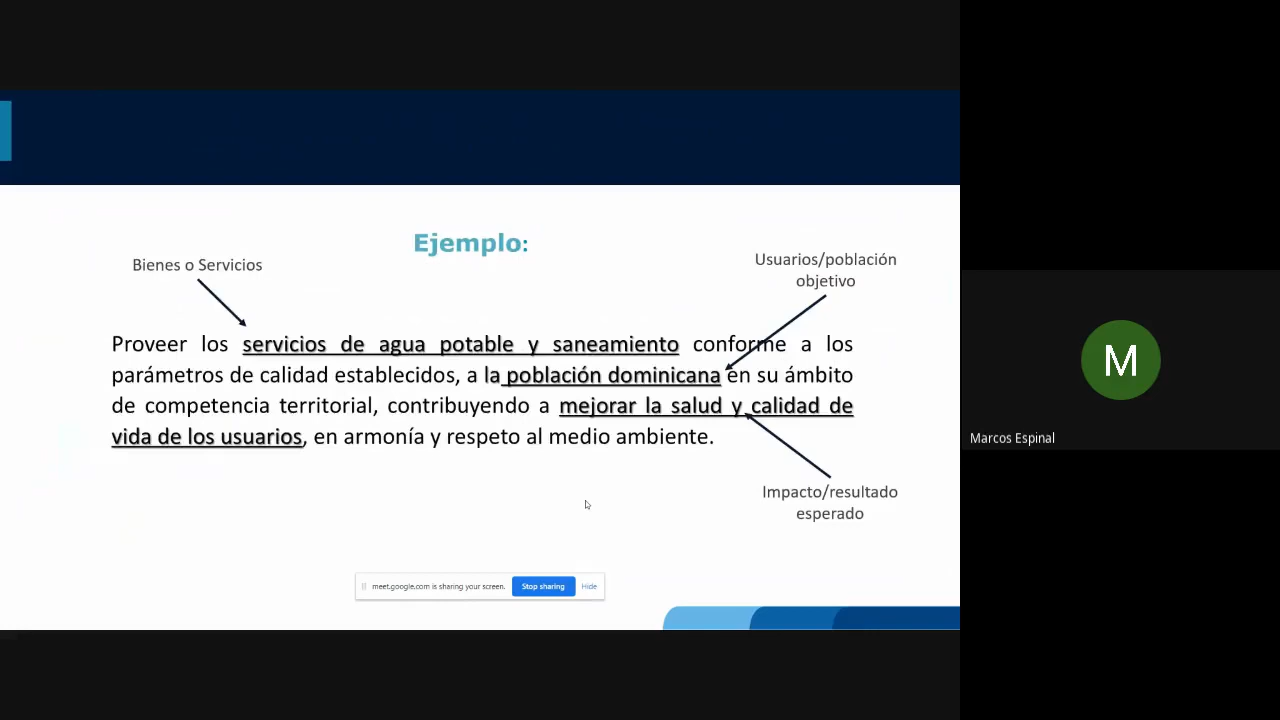 Ejemplo:
Bienes o Servicios
Usuarios/población
objetivo
Proveer los servicios de agua potable y saneamiento conforme a los
parámetros de calidad establecidos, a la población dominicana en su ámbito
de competencia territorial, contribuyendo a mejorar la salud y calidad de
vida de los usuarios, en armonía y respeto al medio ambiente.
Impacto/resultado
esperado
meet.google.com is sharing your screen.
Stop sharing
Hide
M
Marcos Espinal